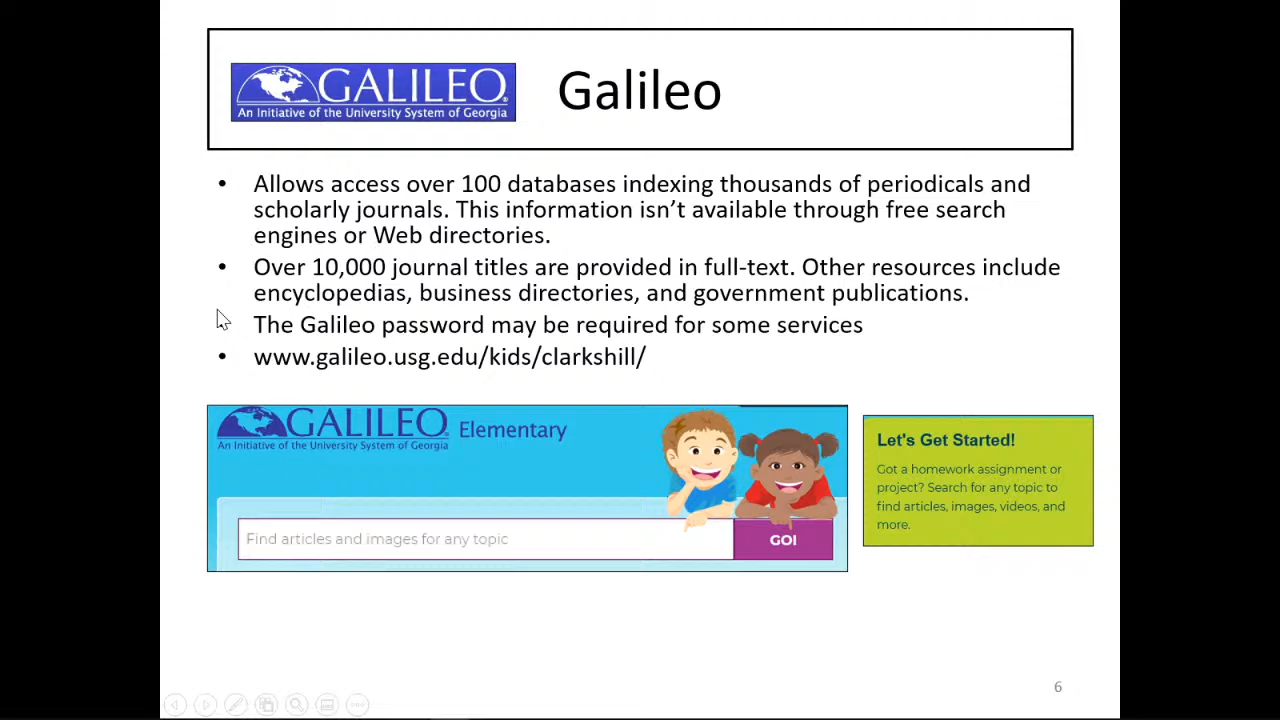 GALILEO®
An Initiative of the University System of Georgia
Galileo
• Allows access over 100 databases indexing thousands of periodicals and
scholarly journals. This information isn’t available through free search
engines or Web directories.
• Over 10,000 journal titles are provided in full-text. Other resources include
encyclopedias, business directories, and government publications.
The Galileo password may be required for some services
• www.galileo.usg.edu/kids/clarkshill/
GALILEO
An Initiative of the University System of Georgia
Elementary
Find articles and images for any topic
GO!
Let's Get Started!
Got a homework assignment or
project? Search for any topic to
find articles, images, videos, and
more.
6